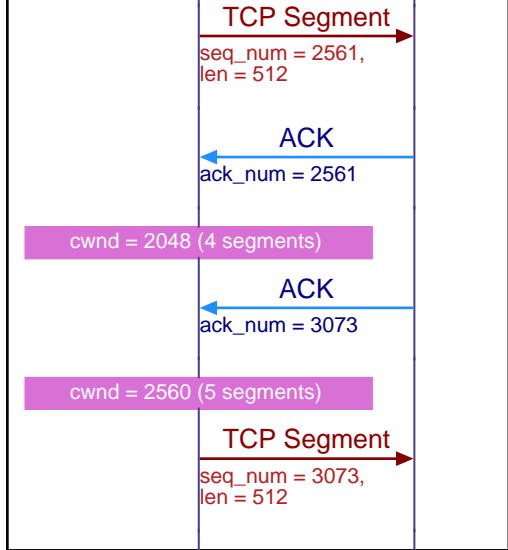 TCP Segment
seq_num = 2561,
len = 512
ACK
ack_num = 2561
cwnd = 2048 (4 segments)
ACK
ack_num = 3073
cwnd = 2560 (5 segments)
TCP Segment
seq_num = 3073,
len = 512